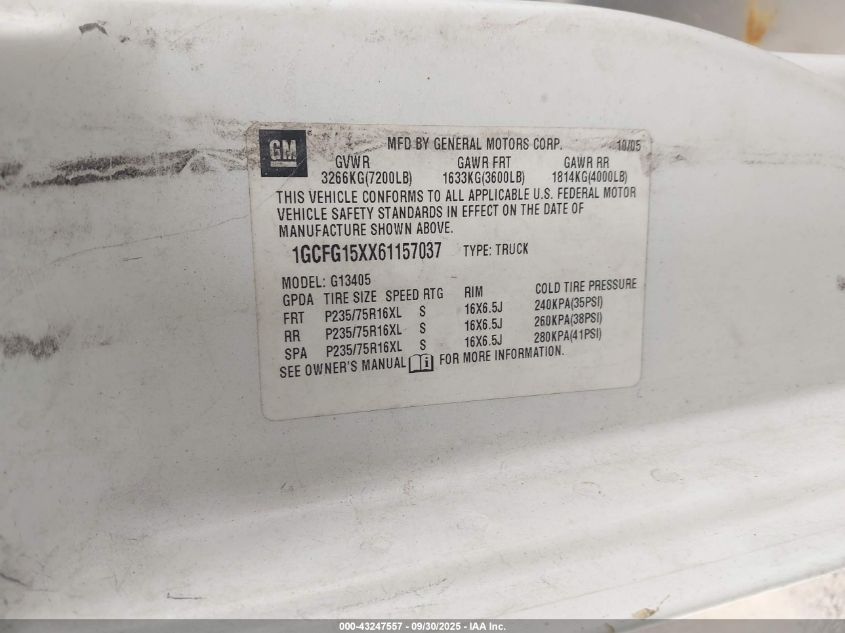 GM
MFD BY GENERAL MOTORS CORP. 10/05
GVWR GAWR FRT GAWR RR
3266KG(7200LB) 1633KG(3600LB) 1814KG(4000LB)
THIS VEHICLE CONFORMS TO ALL APPLICABLE U.S. FEDERAL MOTOR
VEHICLE SAFETY STANDARDS IN EFFECT ON THE DATE OF
MANUFACTURE SHOWN ABOVE.
1GCFG15XX61157037 TYPE: TRUCK
MODEL: G13405
GPDA TIRE SIZE SPEED RTG RIM COLD TIRE PRESSURE
FRT P235/75R16XL S 16X6.5J 240KPA(35PSI)
RR P235/75R16XL S 16X6.5J 260KPA(38PSI)
SPA P235/75R16XL S 16X6.5J 280KPA(41PSI)
SEE OWNER'S MANUAL i FOR MORE INFORMATION.
000-43247557 - 09/30/2025 - IAA Inc.